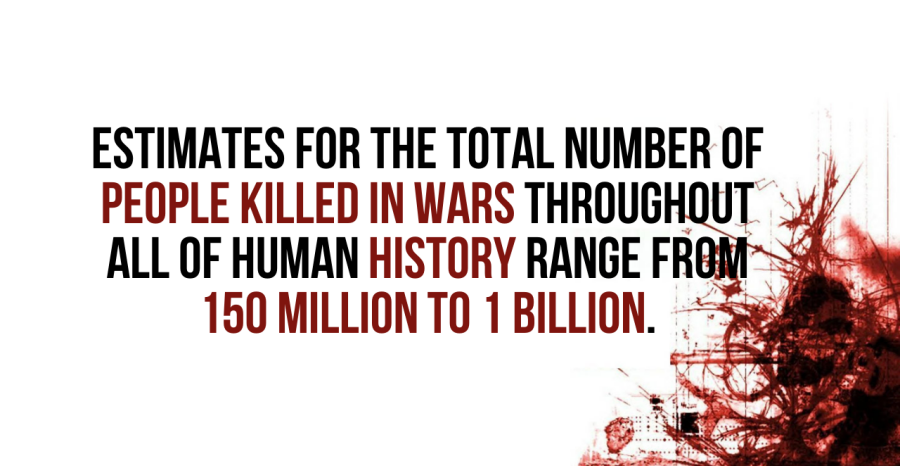 ESTIMATES FOR THE TOTAL NUMBER OF
PEOPLE KILLED IN WARS THROUGHOUT
ALL OF HUMAN HISTORY RANGE FROM
150 MILLION TO 1 BILLION.